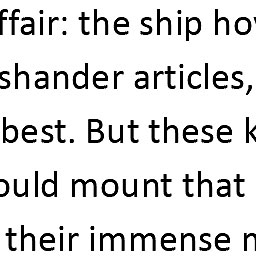 ffair: the ship ho
shander articles,
best. But these k
ould mount that
their immense